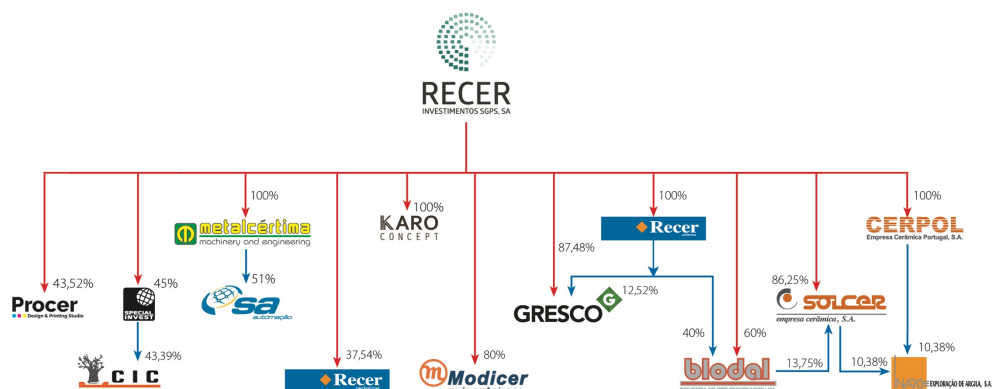 RECER
INVESTIMENTOS SGPS, SA
100%
100%
100%
100%
metalcértima
machinery and engineering
KARO
CONCEPT
Recer
CERPOL
Empresa Cerâmica Portugal, S.A.
87,48%
43,52%
45%
51%
12,52%
86,25%
Procer
Design & Printing Studio
SPECIAL
INVEST
sa
automação
GRESCO
G
SOLCER
empresa cerâmica, S.A.
40%
60%
43,39%
37,54%
80%
13,75%
10,38%
10,38%
CIC
Recer
m
Modicer
biodal
EXPLORAÇÃO DE ARGILA, S.A.